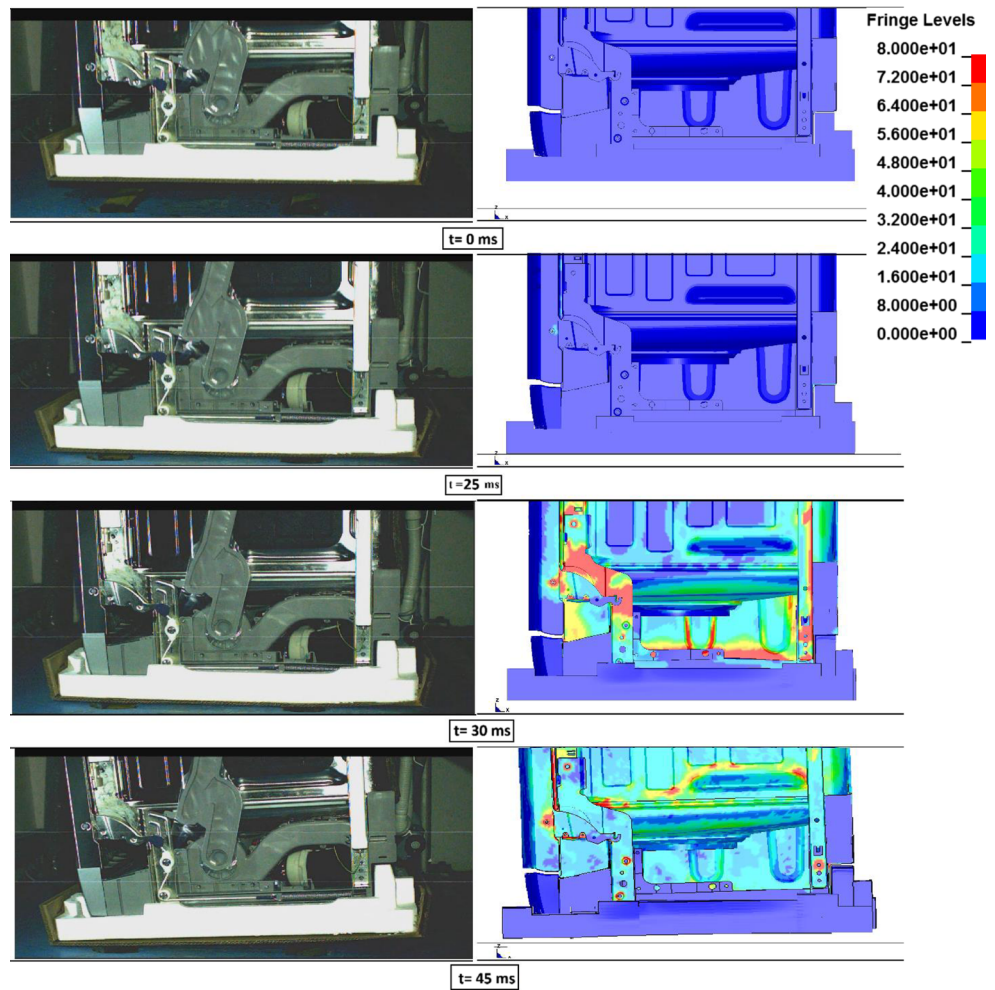 Fringe Levels
8.000e+01
7.200e+01
6.400e+01
5.600e+01
4.800e+01
4.000e+01
3.200e+01
2.400e+01
1.600e+01
8.000e+00
0.000e+00
z
x
t= 0 ms
z
x
t =25 ms
z
x
t= 30 ms
z
t= 45 ms